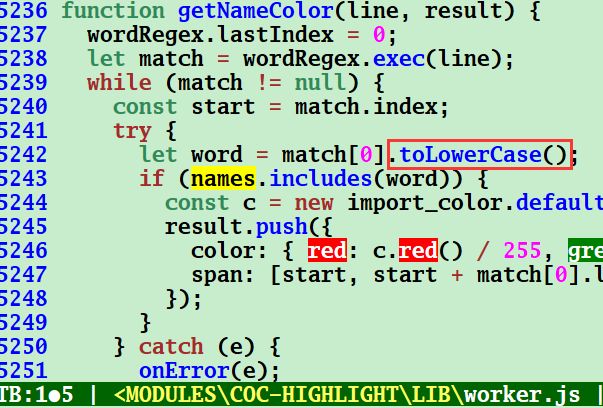 5236 function getNameColor(line, result) {
5237   wordRegex.lastIndex = 0;
5238   let match = wordRegex.exec(line);
5239   while (match != null) {
5240     const start = match.index;
5241     try {
5242       let word = match[0].toLowerCase();
5243       if (names.includes(word)) {
5244         const c = new import_color.default
5245         result.push({
5246           color: { red: c.red() / 255, gre
5247           span: [start, start + match[0].l
5248         });
5249       }
5250     } catch (e) {
5251       onError(e);
TB:1●5 | <MODULES\COC-HIGHLIGHT\LIB\worker.js |